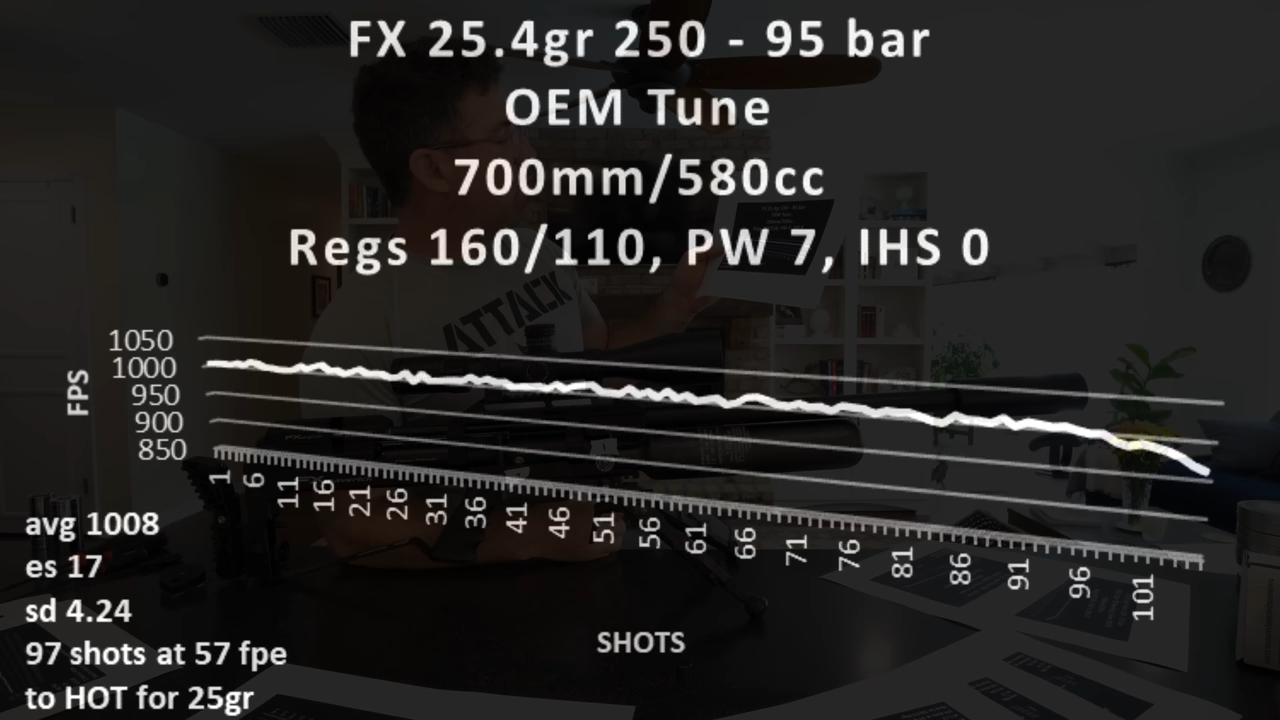 FX 25.4gr 250 - 95 bar
OEM Tune
700mm/580cc
Regs 160/110, PW 7, IHS 0
ATTACK
FPS
1050
1000
950
900
850
1 6 11 16 21 26 31 36 41 46 51 56 61 66 71 76 81 86 91 96 101
SHOTS
avg 1008
es 17
sd 4.24
97 shots at 57 fpe
to HOT for 25gr